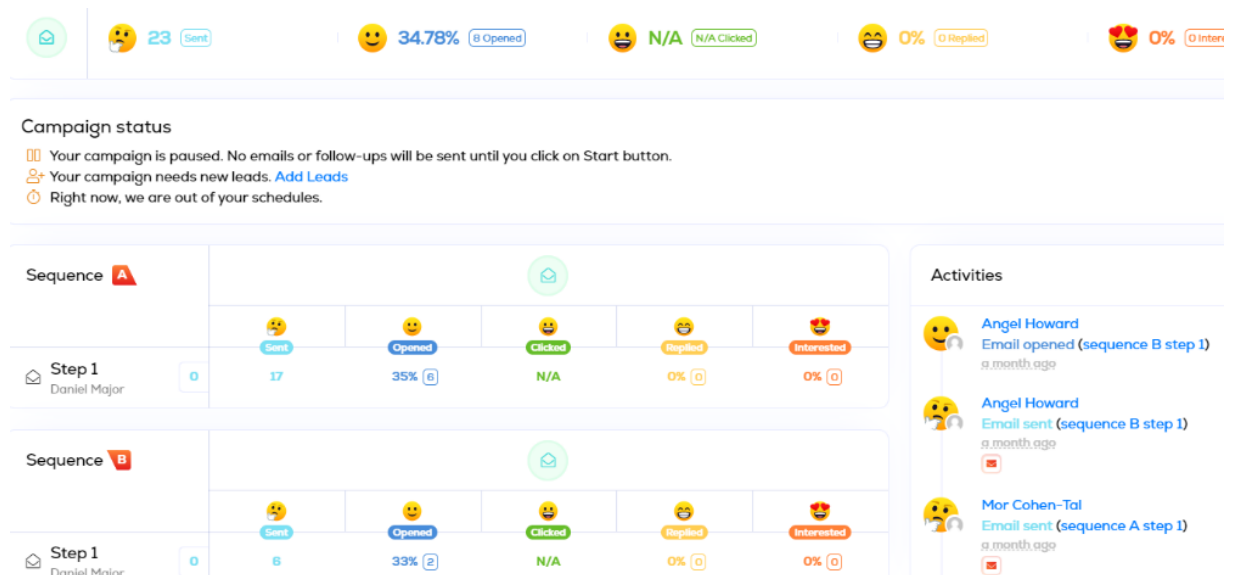 23 Sent 34.78% 8 Opened N/A N/A Clicked 0% 0 Replied 0%
Campaign status
Your campaign is paused. No emails or follow-ups will be sent until you click on Start button.
Your campaign needs new leads. Add Leads
Right now, we are out of your schedules.
Sequence A
Sent Opened Clicked Replied Interested
Step 1 0 17 35% 6 N/A 0% 0 0% 0
Daniel Major
Sequence B
Sent Opened Clicked Replied Interested
Step 1 0 6 33% 2 N/A 0% 0 0% 0
Daniel Major
Activities
Angel Howard
Email opened (sequence B step 1)
a month ago
Angel Howard
Email sent (sequence B step 1)
a month ago
Mor Cohen-Tal
Email sent (sequence A step 1)
a month ago